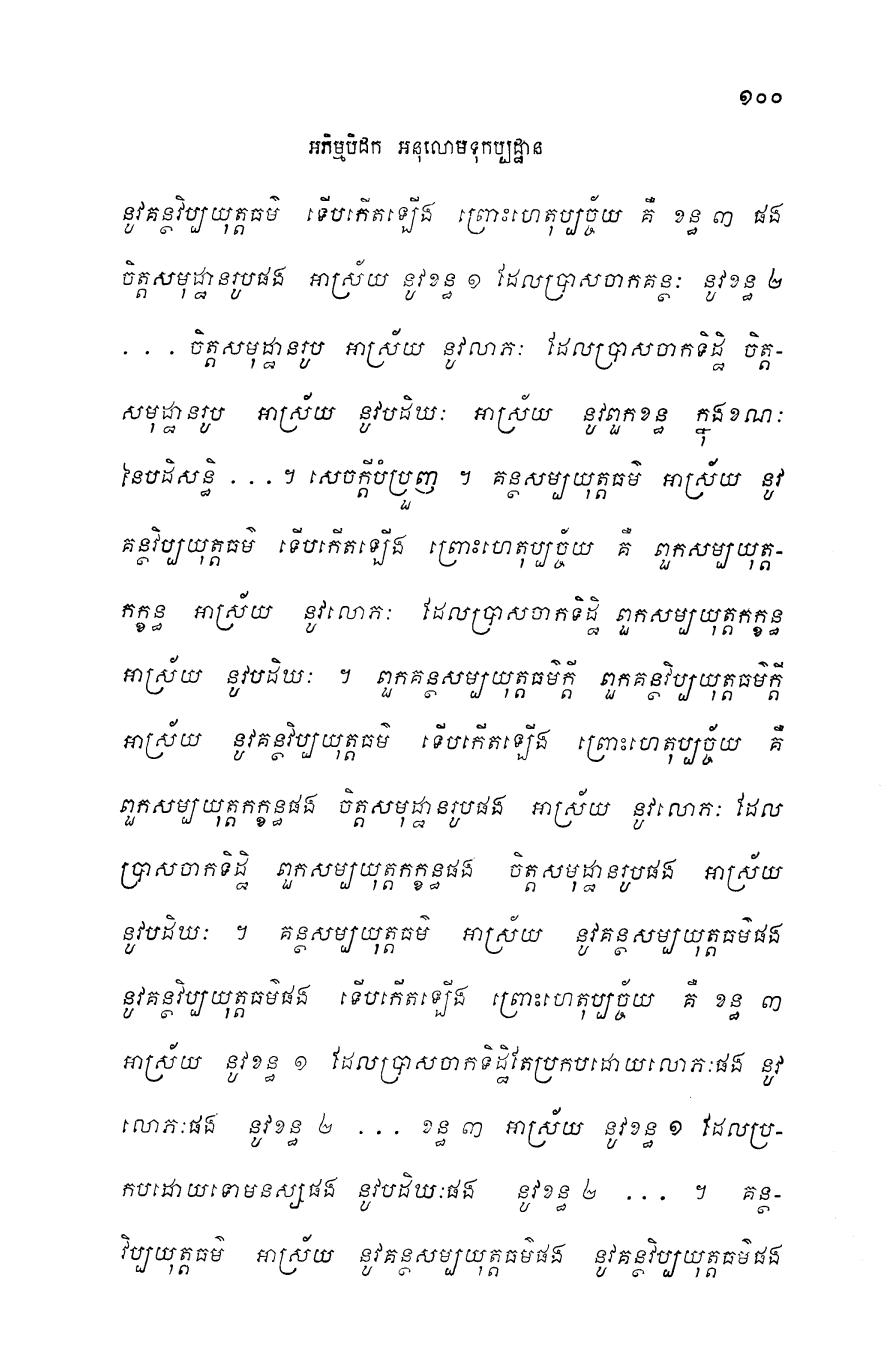 ១០០
អភិធម្មបិដក អនុលោមទុកប្បដ្ឋាន
នូវគន្ថវិប្បយុត្តធម៌ ទើបកើតឡើង ព្រោះហេតុប្បច្ច័យ គឺ ខន្ធ ៣ ផង
ចិត្តសមុដ្ឋានរូបផង អាស្រ័យ នូវខន្ធ ១ ដែលប្រាសចាកគន្ថៈ នូវខន្ធ ២
. . . ចិត្តសមុដ្ឋានរូប អាស្រ័យ នូវលោភៈ ដែលប្រាសចាកទិដ្ឋិ ចិត្ត-
សមុដ្ឋានរូប អាស្រ័យ នូវបដិឃៈ អាស្រ័យ នូវពួកខន្ធ ក្នុងខណៈ
នៃបដិសន្ធិ . . . ។ សេចក្តីបំប្រួញ ។ គន្ថសម្បយុត្តធម៌ អាស្រ័យ នូវ
គន្ថវិប្បយុត្តធម៌ ទើបកើតឡើង ព្រោះហេតុប្បច្ច័យ គឺ ពួកសម្បយុត្ត-
កក្ខន្ធ អាស្រ័យ នូវលោភៈ ដែលប្រាសចាកទិដ្ឋិ ពួកសម្បយុត្តកក្ខន្ធ
អាស្រ័យ នូវបដិឃៈ ។ ពួកគន្ថសម្បយុត្តធម៌ក្តី ពួកគន្ថវិប្បយុត្តធម៌ក្តី
អាស្រ័យ នូវគន្ថវិប្បយុត្តធម៌ ទើបកើតឡើង ព្រោះហេតុប្បច្ច័យ គឺ
ពួកសម្បយុត្តកក្ខន្ធផង ចិត្តសមុដ្ឋានរូបផង អាស្រ័យ នូវលោភៈ ដែល
ប្រាសចាកទិដ្ឋិ ពួកសម្បយុត្តកក្ខន្ធផង ចិត្តសមុដ្ឋានរូបផង អាស្រ័យ
នូវបដិឃៈ ។ គន្ថសម្បយុត្តធម៌ អាស្រ័យ នូវគន្ថសម្បយុត្តធម៌ផង
នូវគន្ថវិប្បយុត្តធម៌ផង ទើបកើតឡើង ព្រោះហេតុប្បច្ច័យ គឺ ខន្ធ ៣
អាស្រ័យ នូវខន្ធ ១ ដែលប្រាសចាកទិដ្ឋិតែប្រកបដោយលោភៈផង នូវ
លោភៈផង នូវខន្ធ ២ . . . ខន្ធ ៣ អាស្រ័យ នូវខន្ធ ១ ដែលប្រ-
កបដោយទោមនស្សផង នូវបដិឃៈផង នូវខន្ធ ២ . . . ។ គន្ថ-
វិប្បយុត្តធម៌ អាស្រ័យ នូវគន្ថសម្បយុត្តធម៌ផង នូវគន្ថវិប្បយុត្តធម៌ផង